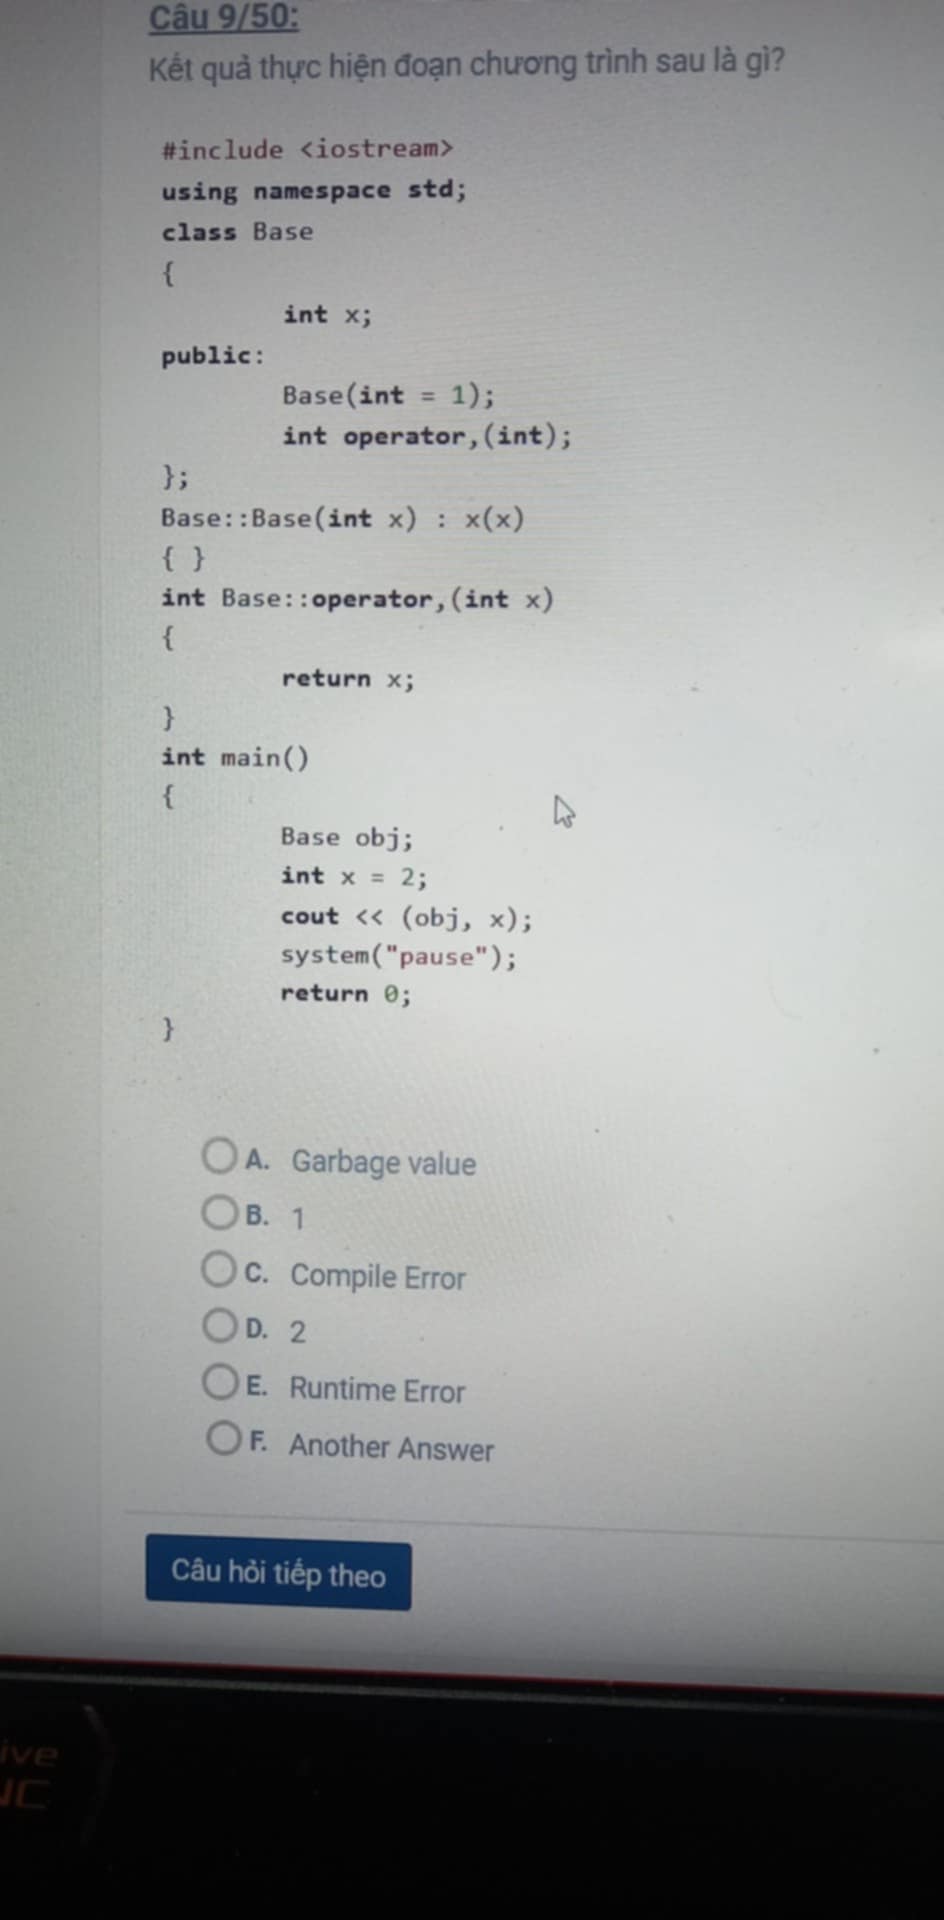 Câu 9/50:
Kết quả thực hiện đoạn chương trình sau là gì?
#include <iostream>
using namespace std;
class Base
{
int x;
public:
Base(int = 1);
int operator,(int);
};
Base::Base(int x) : x(x)
{ }
int Base::operator,(int x)
{
return x;
}
int main()
{
Base obj;
int x = 2;
cout << (obj, x);
system("pause");
return 0;
}
A. Garbage value
B. 1
C. Compile Error
D. 2
E. Runtime Error
F. Another Answer
Câu hỏi tiếp theo